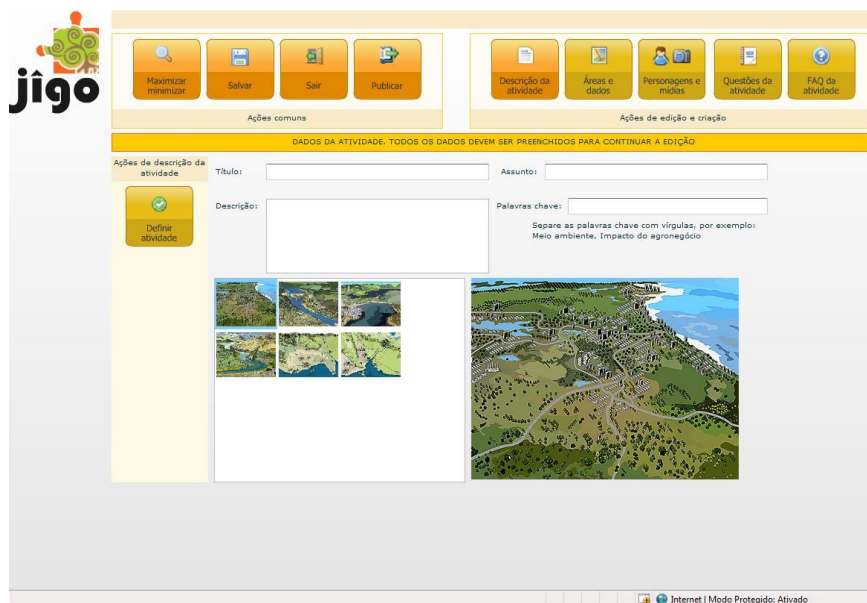 jîgo
Maximizar
minimizar
Salvar
Sair
Publicar
Ações comuns
Descrição da
atividade
Áreas e
dados
Personagens e
mídias
Questões da
atividade
FAQ da
atividade
Ações de edição e criação
DADOS DA ATIVIDADE. TODOS OS DADOS DEVEM SER PREENCHIDOS PARA CONTINUAR A EDIÇÃO
Ações de descrição da
atividade
Definir
atividade
Título:
Assunto:
Descrição:
Palavras chave:
Separe as palavras chave com vírgulas, por exemplo:
Meio ambiente, Impacto do agronegócio
Internet | Modo Protegido: Ativado